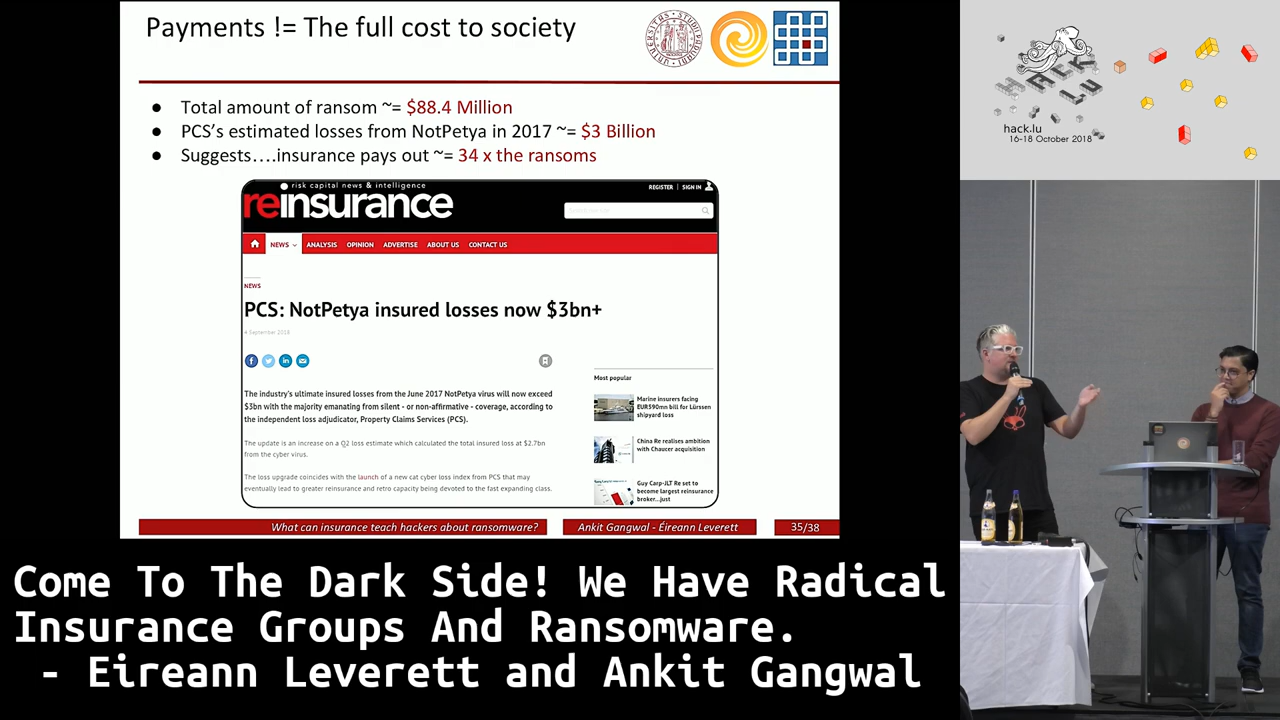 Payments != The full cost to society
● Total amount of ransom ~= $88.4 Million
● PCS's estimated losses from NotPetya in 2017 ~= $3 Billion
● Suggests....insurance pays out ~= 34 x the ransoms
risk capital news & intelligence
reinsurance
REGISTER | SIGN IN
NEWS ANALYSIS OPINION ADVERTISE ABOUT US CONTACT US
NEWS
PCS: NotPetya insured losses now $3bn+
4 September 2018
The industry's ultimate insured losses from the June 2017 NotPetya virus will now exceed
$3bn with the majority emanating from silent - or non-affirmative - coverage, according to
the independent loss adjudicator, Property Claims Services (PCS).
The update is an increase on a Q2 loss estimate which calculated the total insured loss at $2.7bn
from the cyber virus.
The loss upgrade coincides with the launch of a new cat cyber loss index from PCS that may
eventually lead to greater reinsurance and retro capacity being devoted to the fast expanding class.
Most popular
Marine insurers facing
EUR590mn bill for Lürssen
shipyard loss
China Re realises ambition
with Chaucer acquisition
Guy Carp-JLT Re set to
become largest reinsurance
broker...just
What can insurance teach hackers about ransomware?
Ankit Gangwal - Éireann Leverett
35/38
hack.lu
16-18 October 2018
Come To The Dark Side! We Have Radical
Insurance Groups And Ransomware.
- Eireann Leverett and Ankit Gangwal